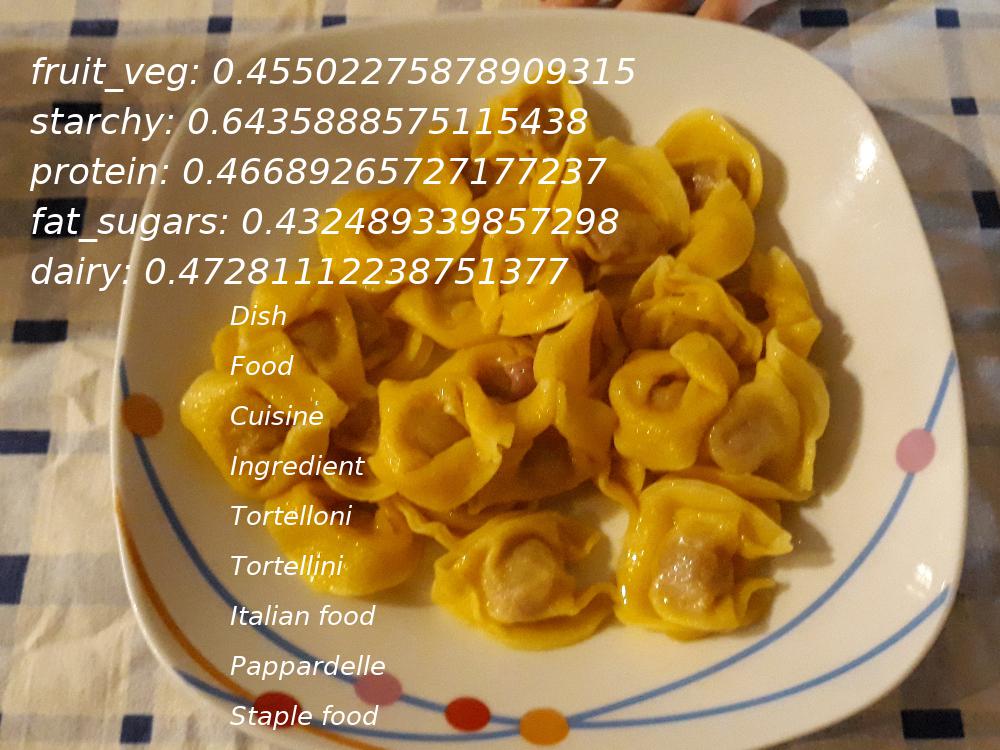 fruit_veg: 0.45502275878909315
starchy: 0.6435888575115438
protein: 0.46689265727177237
fat_sugars: 0.432489339857298
dairy: 0.47281112238751377
Dish
Food
Cuisine
Ingredient
Tortelloni
Tortellini
Italian food
Pappardelle
Staple food